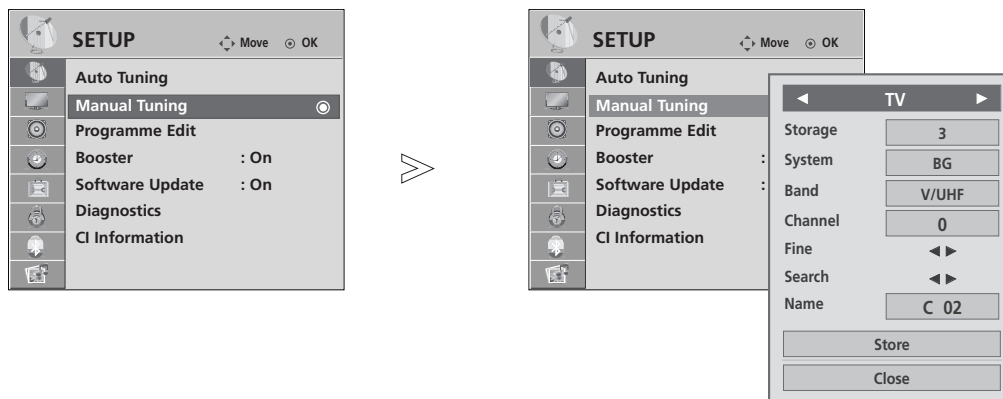 SETUP Move OK
Auto Tuning
Manual Tuning
Programme Edit
Booster : On
Software Update : On
Diagnostics
CI Information
SETUP Move OK
Auto Tuning
Manual Tuning
Programme Edit
Booster :
Software Update :
Diagnostics
CI Information
◀ TV ▶
Storage 3
System BG
Band V/UHF
Channel 0
Fine ◀ ▶
Search ◀ ▶
Name C 02
Store
Close